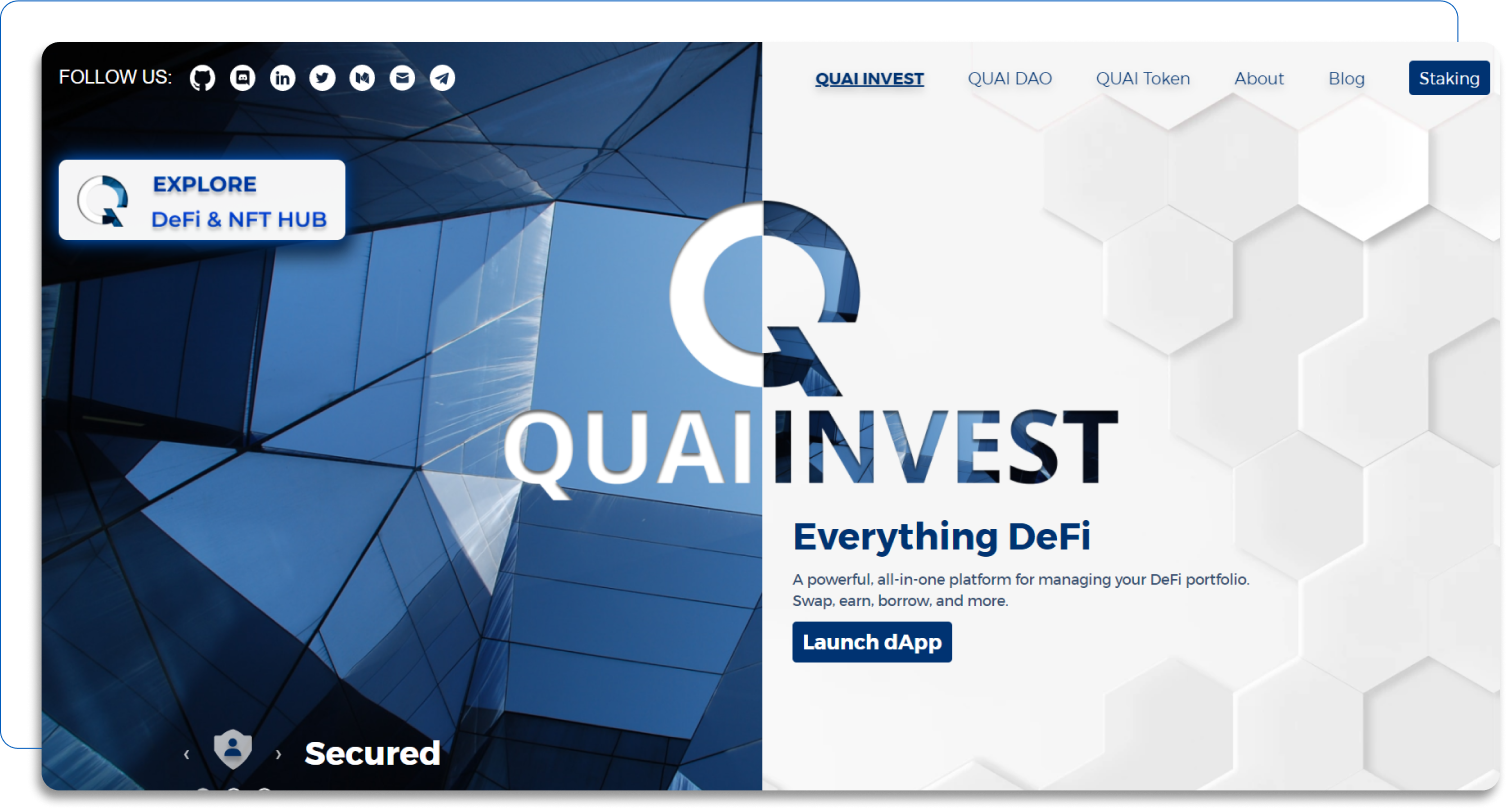 FOLLOW US:
QUAI INVEST QUAI DAO QUAI Token About Blog Staking
EXPLORE
DeFi & NFT HUB
QUAI INVEST
Everything DeFi
A powerful, all-in-one platform for managing your DeFi portfolio.
Swap, earn, borrow, and more.
Launch dApp
‹ › Secured